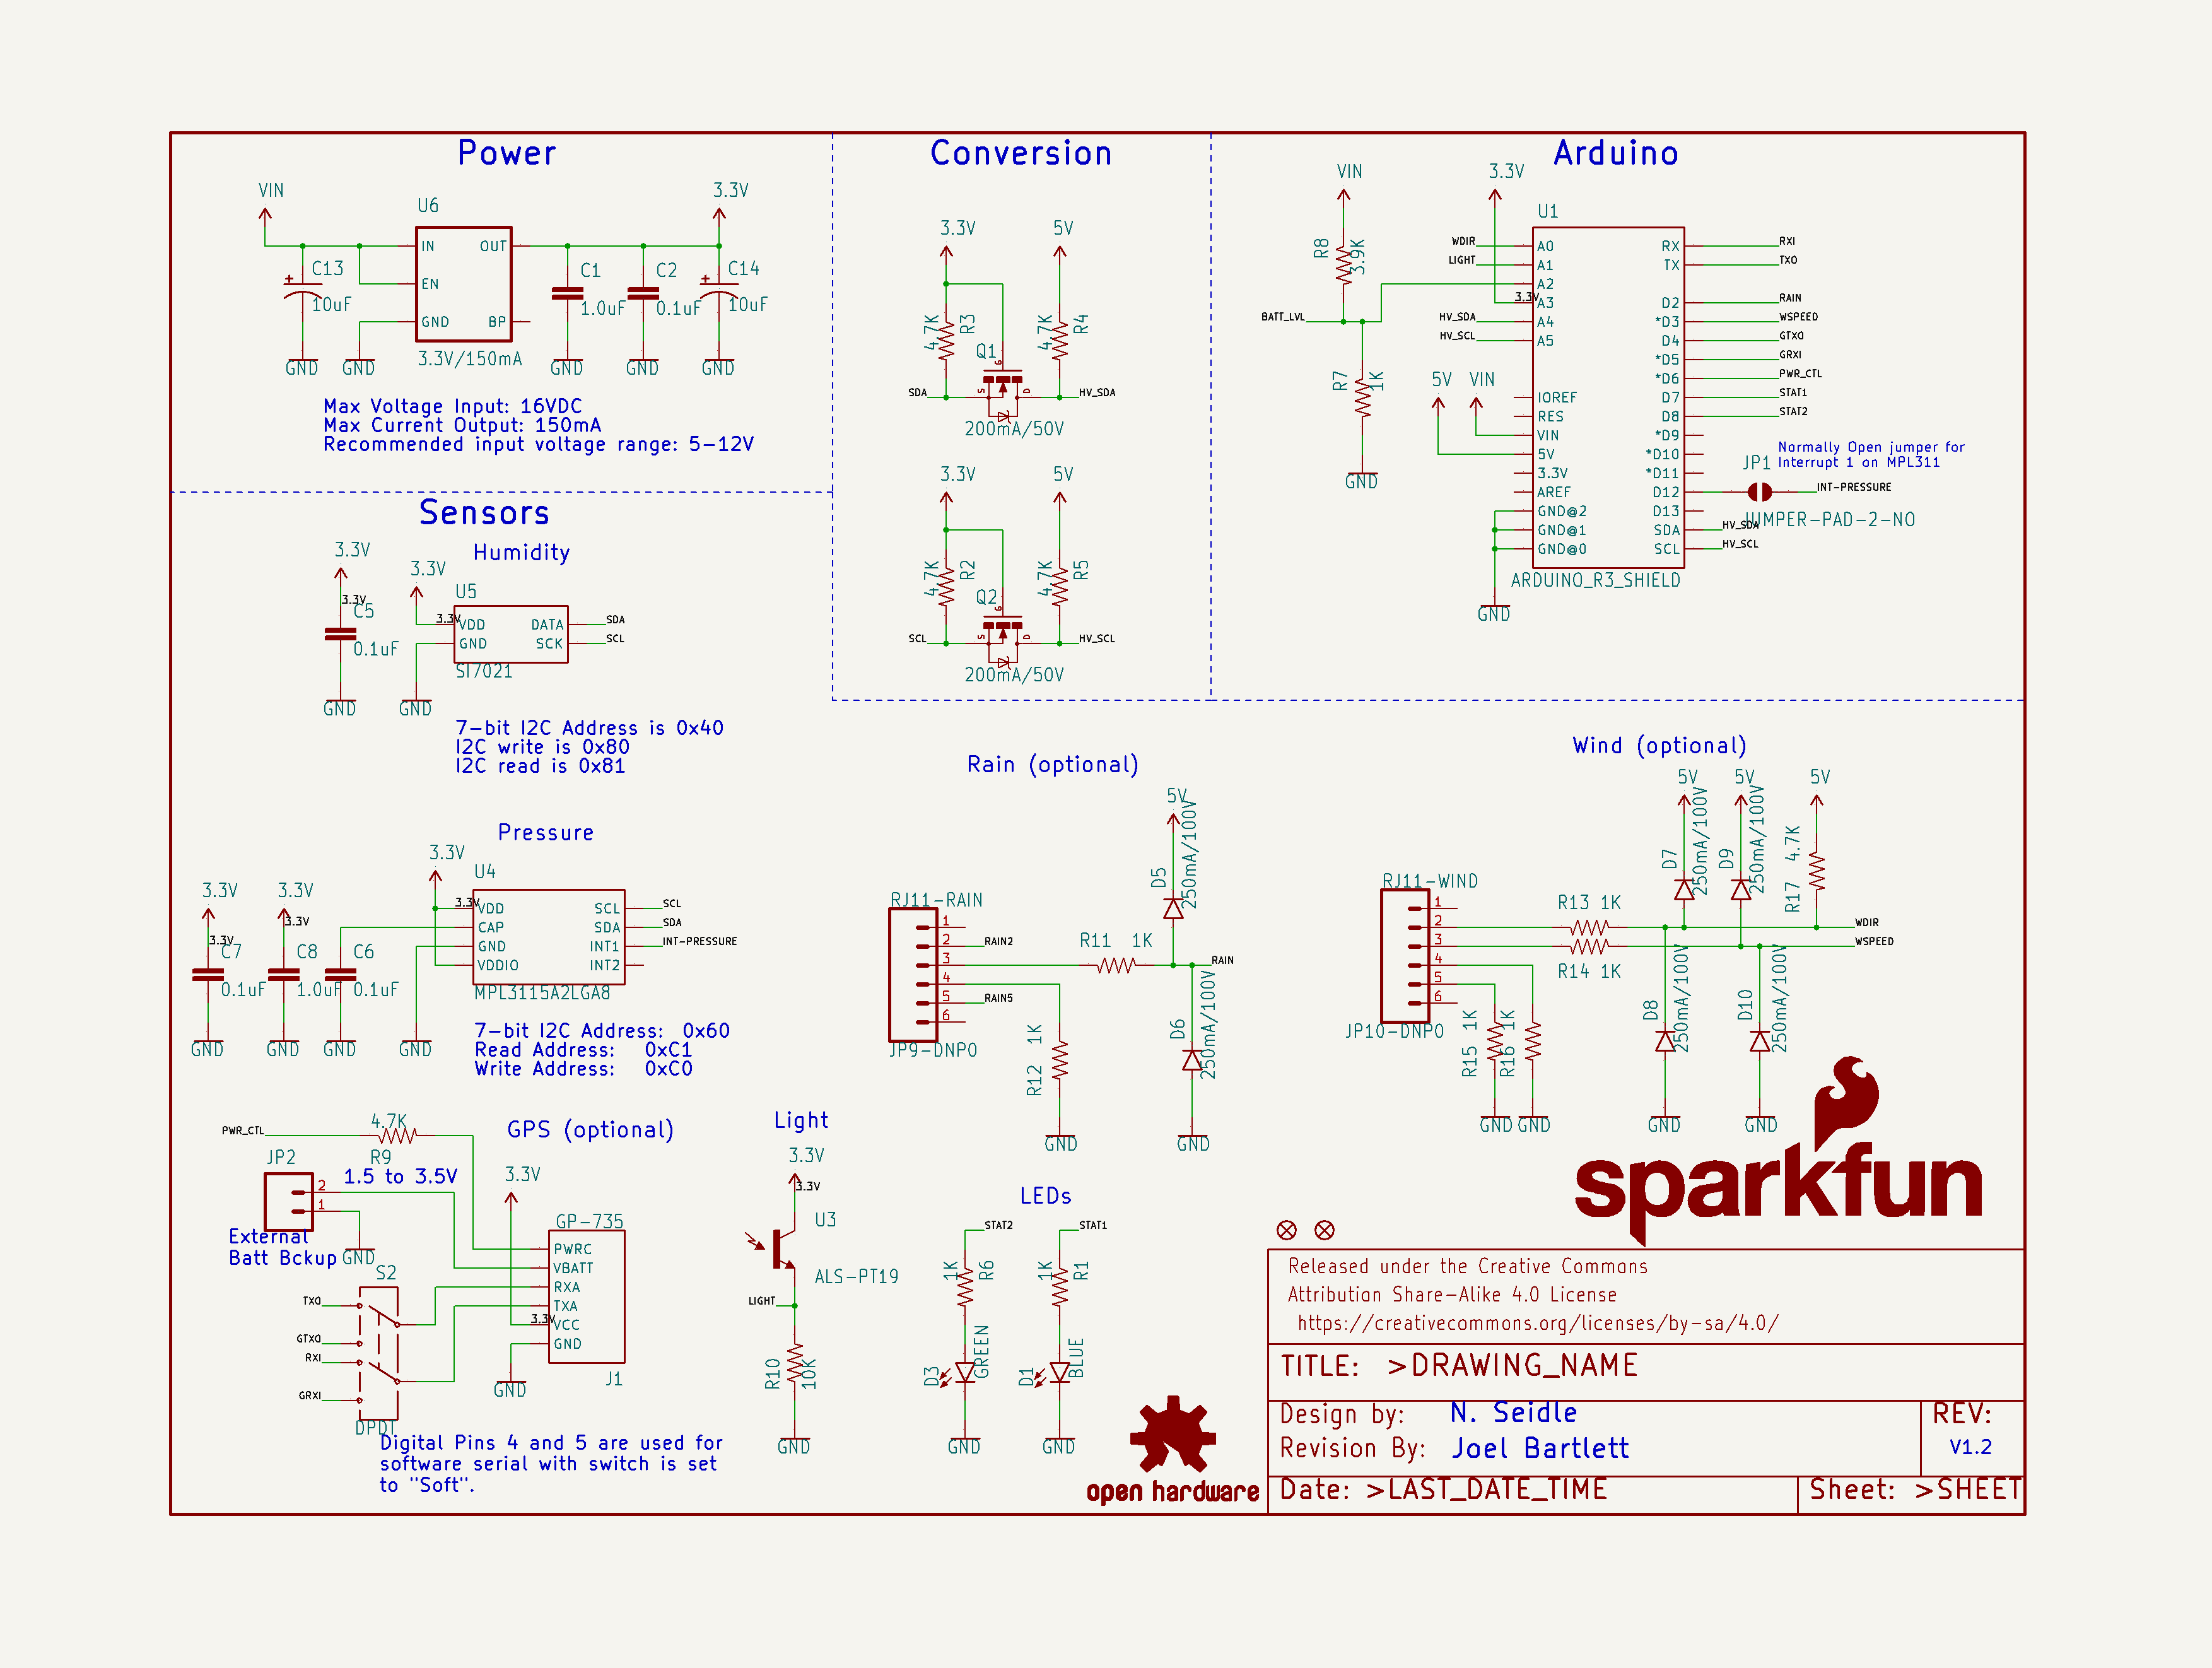 Power
VIN
3.3V
U6
IN
OUT
EN
GND
BP
C13
10uF
C1
1.0uF
C2
0.1uF
C14
10uF
3.3V/150mA
GND
GND
GND
GND
GND
Max Voltage Input: 16VDC
Max Current Output: 150mA
Recommended input voltage range: 5-12V
Conversion
3.3V
5V
4.7K
R3
4.7K
R4
Q1
G
S
D
SDA
HV_SDA
200mA/50V
3.3V
5V
4.7K
R2
4.7K
R5
Q2
G
S
D
SCL
HV_SCL
200mA/50V
Arduino
VIN
3.3V
U1
R8
3.9K
WDIR
LIGHT
BATT_LVL
3.3V
HV_SDA
HV_SCL
R7
1K
5V
VIN
GND
A0
A1
A2
A3
A4
A5
IOREF
RES
VIN
5V
3.3V
AREF
GND@2
GND@1
GND@0
RX
TX
D2
*D3
D4
*D5
*D6
D7
D8
*D9
*D10
*D11
D12
D13
SDA
SCL
RXI
TXO
RAIN
WSPEED
GTXO
GRXI
PWR_CTL
STAT1
STAT2
Normally Open jumper for
Interrupt 1 on MPL311
JP1
INT-PRESSURE
JUMPER-PAD-2-NO
HV_SDA
HV_SCL
ARDUINO_R3_SHIELD
GND
Sensors
Humidity
3.3V
3.3V
3.3V
C5
0.1uF
U5
3.3V
VDD
GND
DATA
SCK
SDA
SCL
SI7021
GND
GND
7-bit I2C Address is 0x40
I2C write is 0x80
I2C read is 0x81
Pressure
3.3V
U4
3.3V
3.3V
3.3V
3.3V
3.3V
VDD
CAP
GND
VDDIO
SCL
SDA
INT1
INT2
SCL
SDA
INT-PRESSURE
C7
0.1uF
C8
1.0uF
C6
0.1uF
MPL3115A2LGA8
GND
GND
GND
GND
7-bit I2C Address: 0x60
Read Address: 0xC1
Write Address: 0xC0
Rain (optional)
5V
D5
250mA/100V
RJ11-RAIN
1
2
3
4
5
6
RAIN2
RAIN5
R11 1K
RAIN
JP9-DNPO
R12 1K
D6
250mA/100V
GND
GND
Wind (optional)
5V
5V
5V
D7
250mA/100V
D9
250mA/100V
R17 4.7K
RJ11-WIND
1
2
3
4
5
6
R13 1K
R14 1K
WDIR
WSPEED
JP10-DNPO
R15 1K
R16 1K
D8
250mA/100V
D10
250mA/100V
GND
GND
GND
GND
GPS (optional)
PWR_CTL
4.7K
R9
JP2
2
1
1.5 to 3.5V
External
Batt Bckup
GND
3.3V
GP-735
PWRC
VBATT
RXA
TXA
3.3V
VCC
GND
J1
GND
S2
TXO
GTXO
RXI
GRXI
DPDT
Digital Pins 4 and 5 are used for
software serial with switch is set
to "Soft".
Light
3.3V
3.3V
U3
ALS-PT19
LIGHT
R10
10K
GND
LEDs
STAT2
STAT1
1K
R6
1K
R1
D3
GREEN
D1
BLUE
GND
GND
sparkfun
open hardware
Released under the Creative Commons
Attribution Share-Alike 4.0 License
https://creativecommons.org/licenses/by-sa/4.0/
TITLE: >DRAWING_NAME
Design by: N. Seidle
Revision By: Joel Bartlett
REV:
V1.2
Date: >LAST_DATE_TIME
Sheet: >SHEET